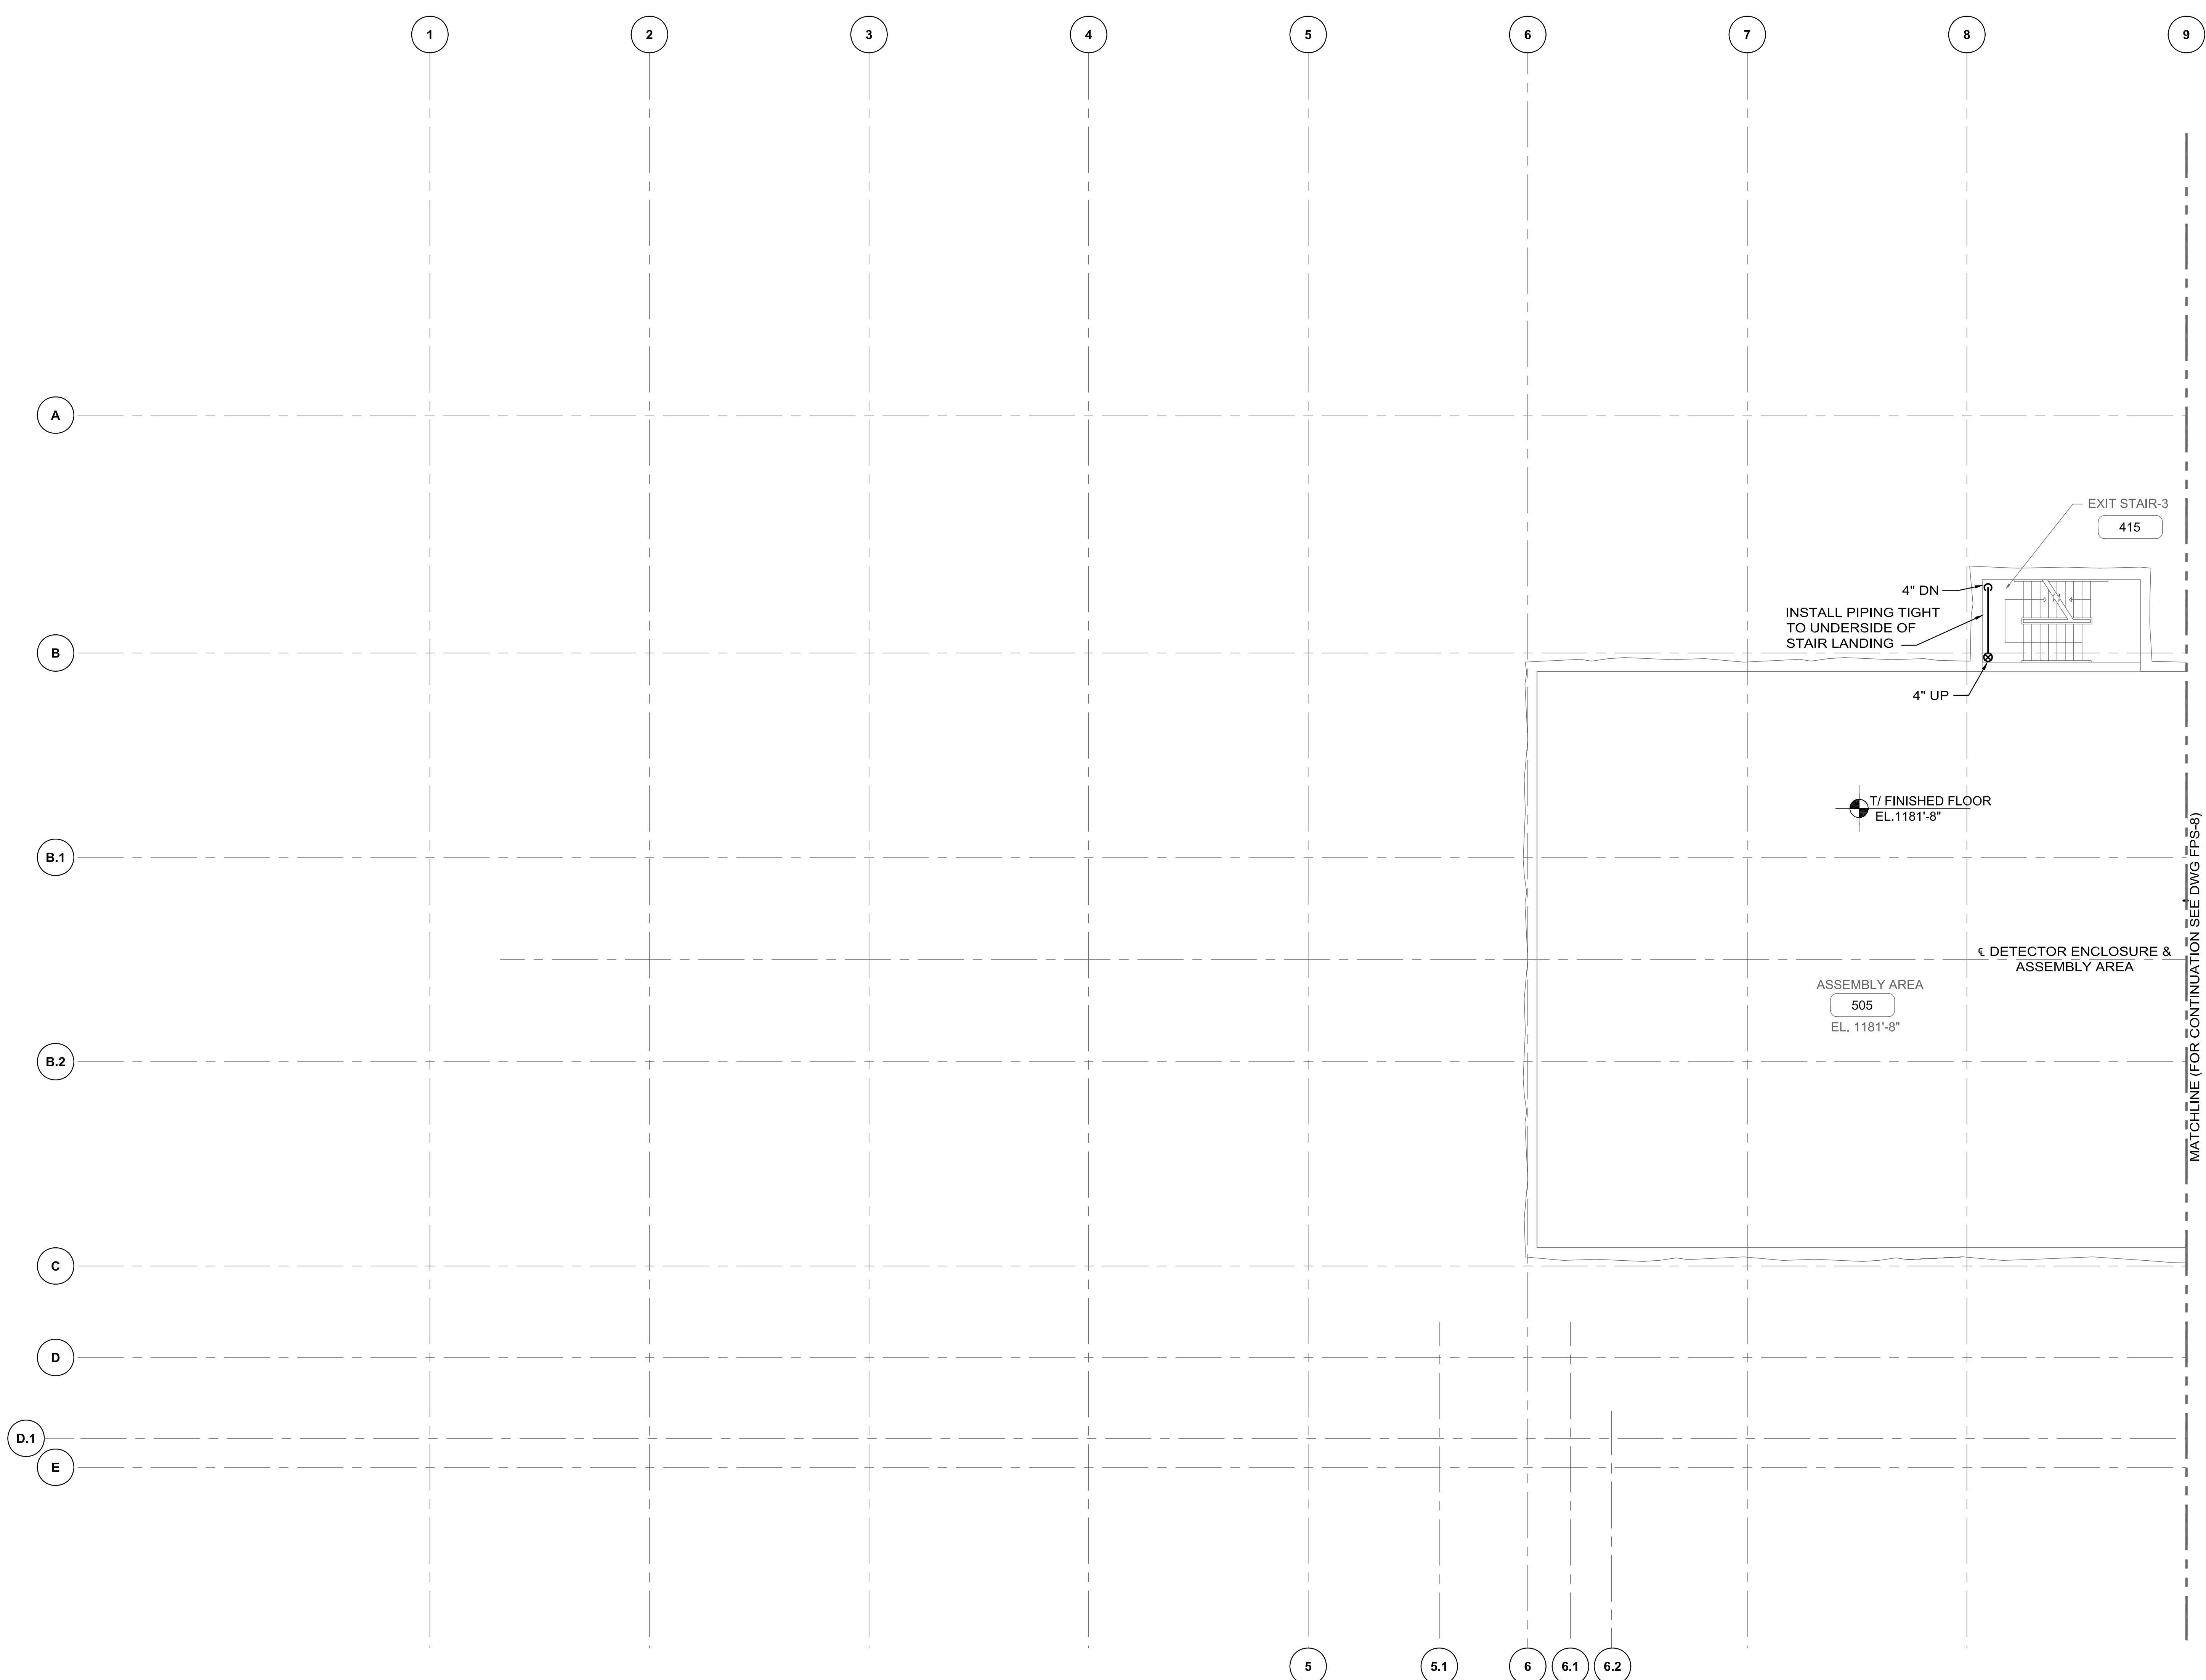 1
2
3
4
5
6
7
8
9
A
EXIT STAIR-3
415
4" DN
INSTALL PIPING TIGHT
TO UNDERSIDE OF
STAIR LANDING
B
4" UP
T/ FINISHED FLOOR
EL.1181'-8"
B.1
MATCHLINE (FOR CONTINUATION SEE DWG FPS-8)
℄ DETECTOR ENCLOSURE &
ASSEMBLY AREA
ASSEMBLY AREA
505
EL. 1181'-8"
B.2
C
D
D.1
E
5
5.1
6
6.1
6.2